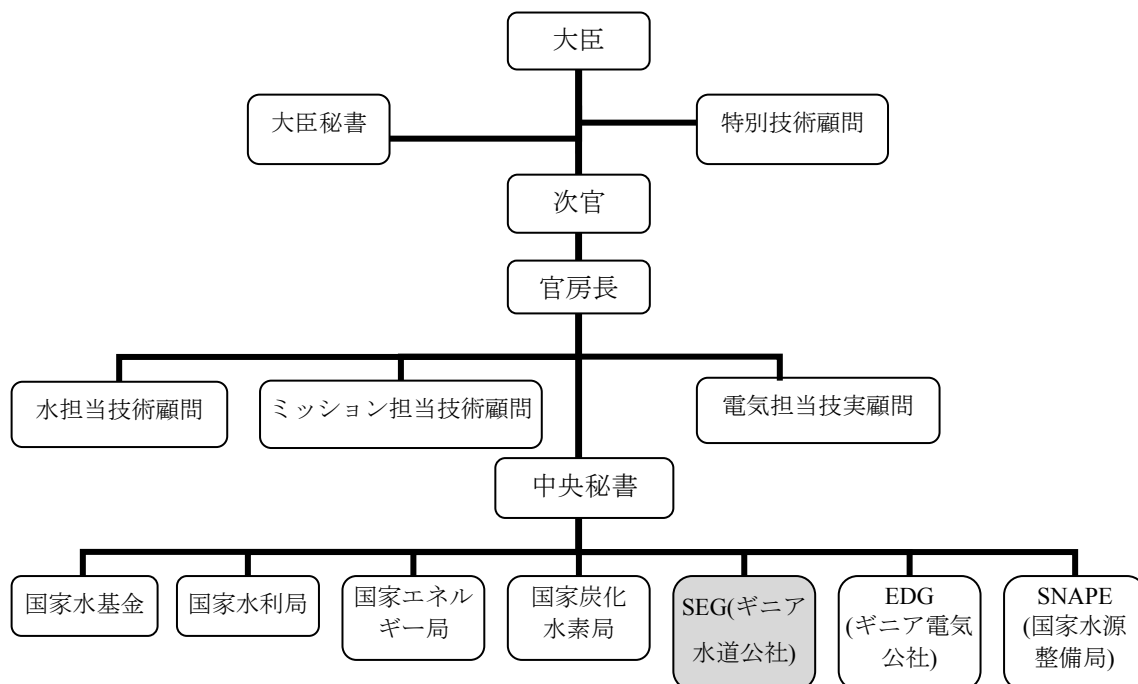 大臣
大臣秘書
特別技術顧問
次官
官房長
水担当技術顧問
ミッション担当技術顧問
電気担当技実顧問
中央秘書
国家水基金
国家水利局
国家エネル
ギー局
国家炭化
水素局
SEG(ギニア
水道公社)
EDG
(ギニア電気
公社)
SNAPE
(国家水源
整備局)